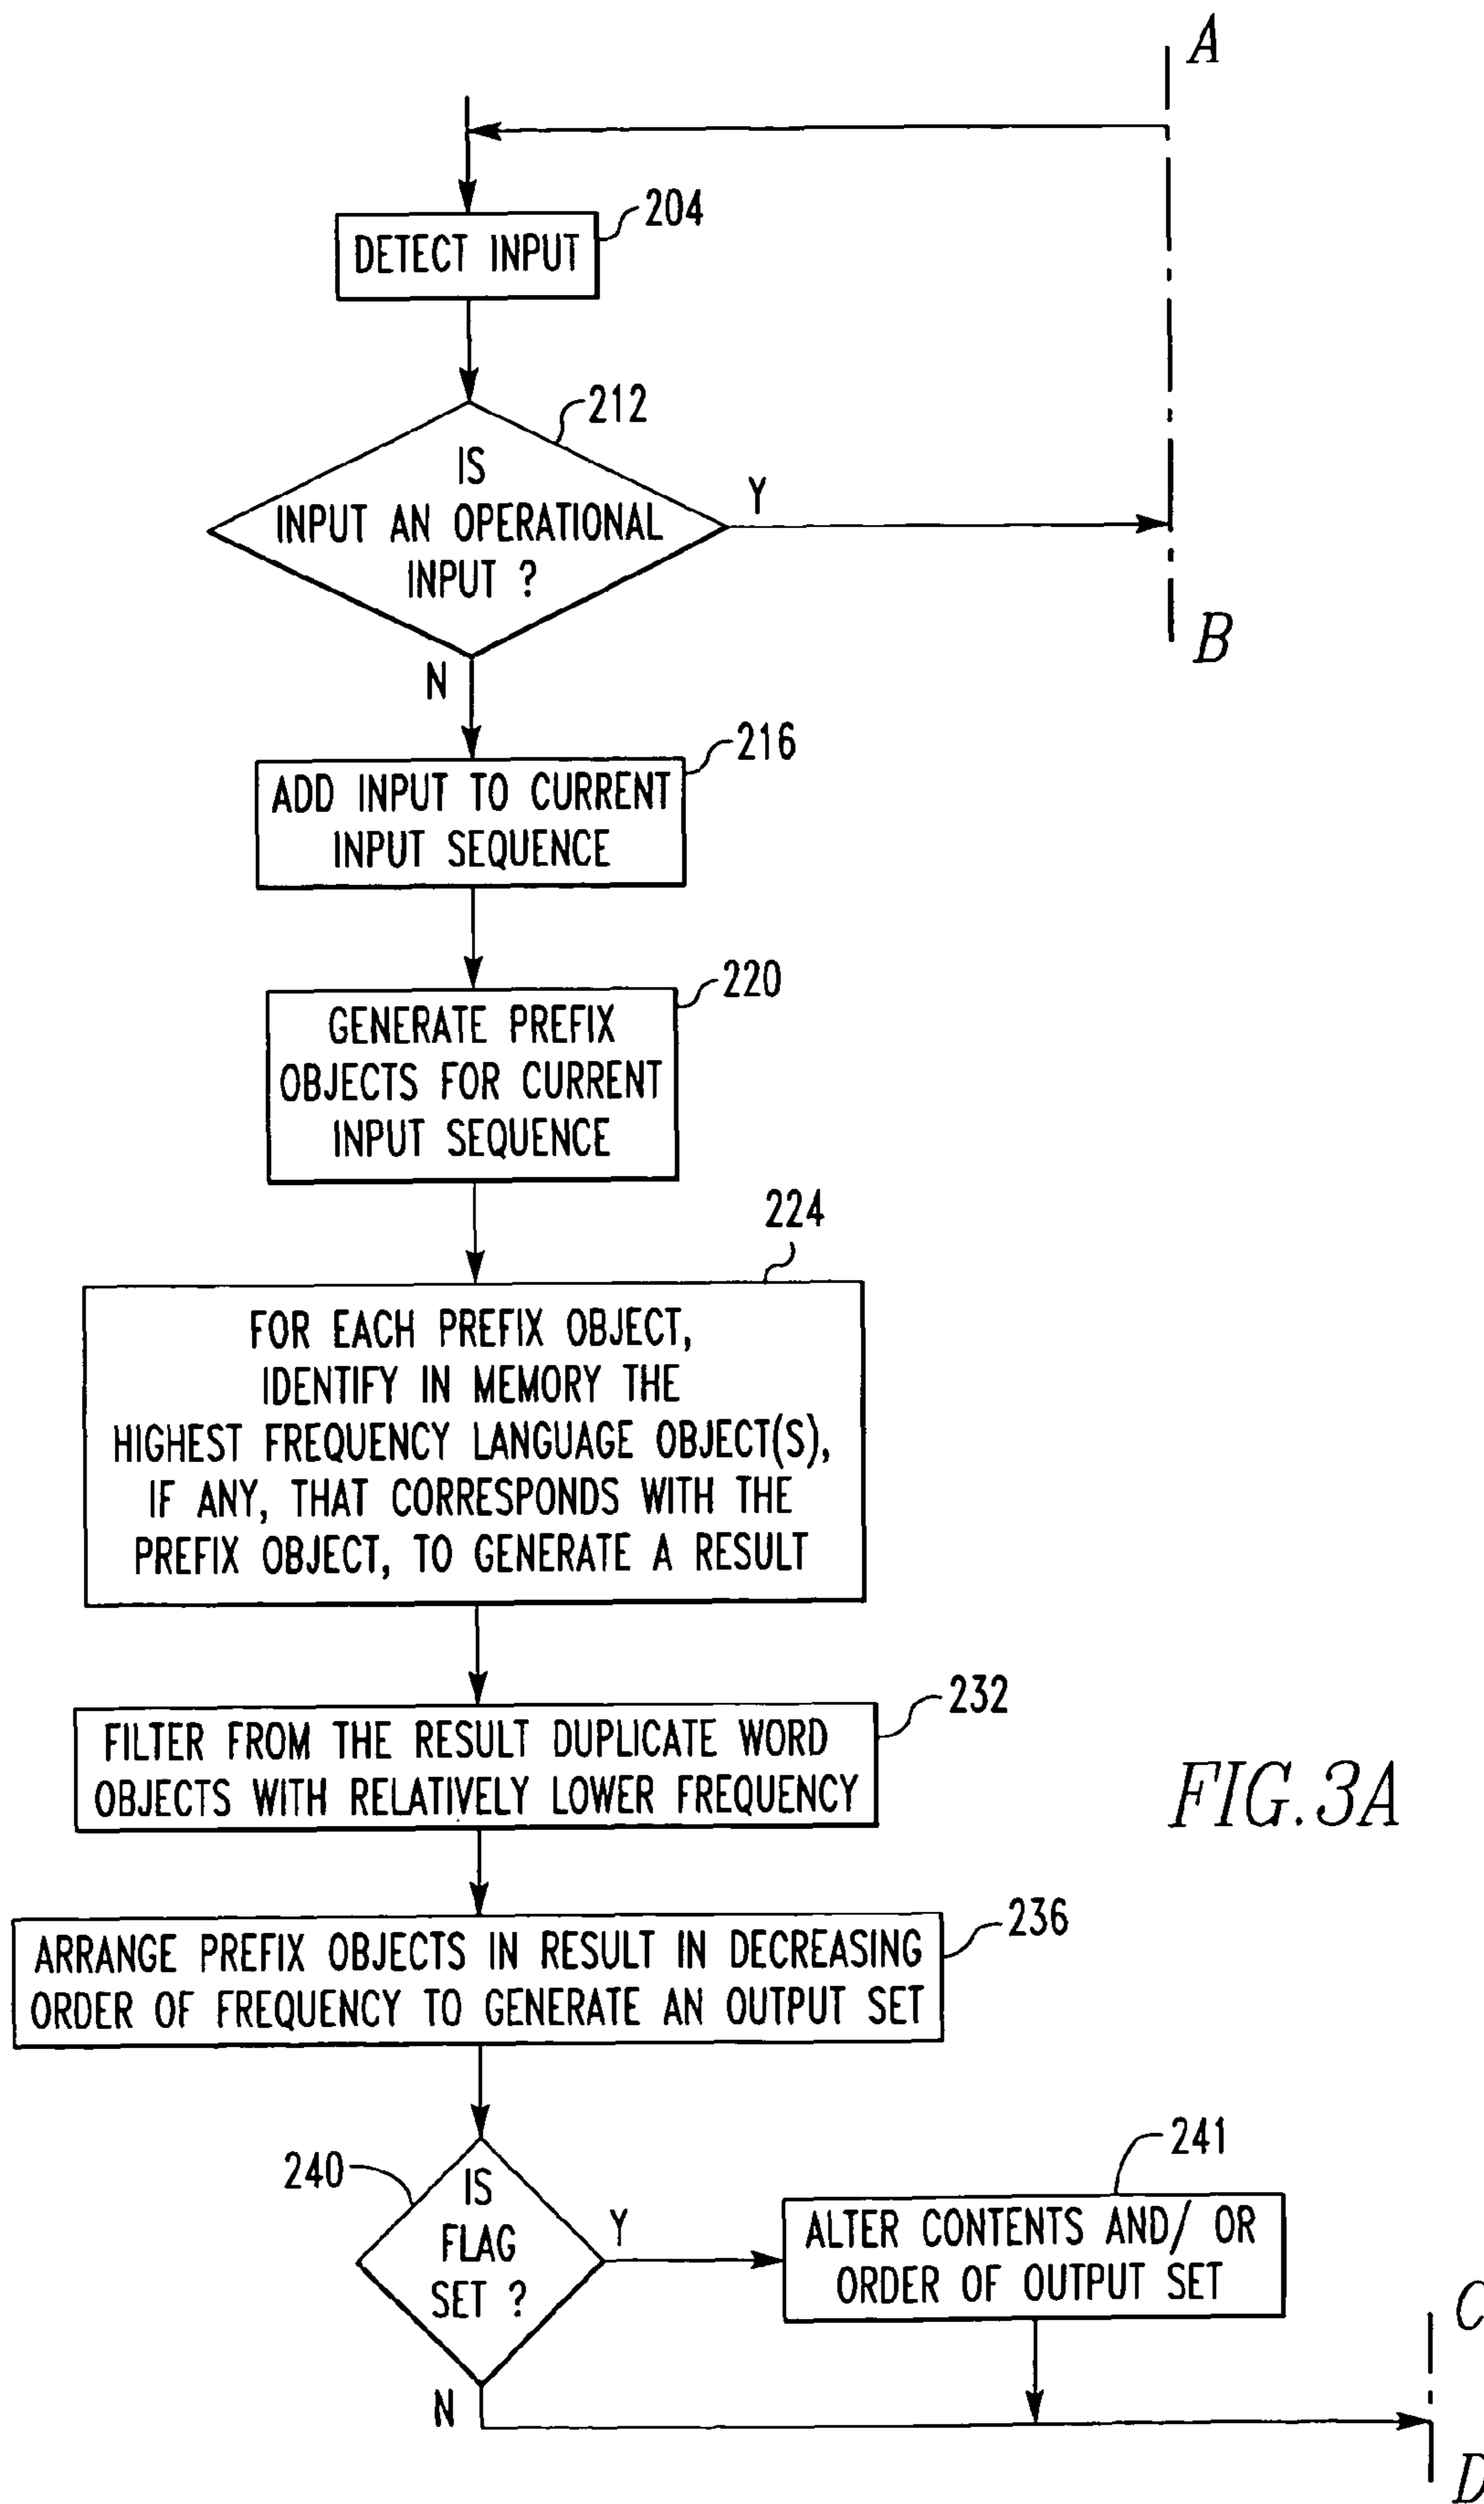 A
204
DETECT INPUT
212
IS
INPUT AN OPERATIONAL
INPUT ?
Y
B
N
216
ADD INPUT TO CURRENT
INPUT SEQUENCE
220
GENERATE PREFIX
OBJECTS FOR CURRENT
INPUT SEQUENCE
224
FOR EACH PREFIX OBJECT,
IDENTIFY IN MEMORY THE
HIGHEST FREQUENCY LANGUAGE OBJECT(S),
IF ANY, THAT CORRESPONDS WITH THE
PREFIX OBJECT, TO GENERATE A RESULT
232
FILTER FROM THE RESULT DUPLICATE WORD
OBJECTS WITH RELATIVELY LOWER FREQUENCY
FIG.3A
236
ARRANGE PREFIX OBJECTS IN RESULT IN DECREASING
ORDER OF FREQUENCY TO GENERATE AN OUTPUT SET
240
IS
FLAG
SET ?
Y
241
ALTER CONTENTS AND/ OR
ORDER OF OUTPUT SET
C
N
D